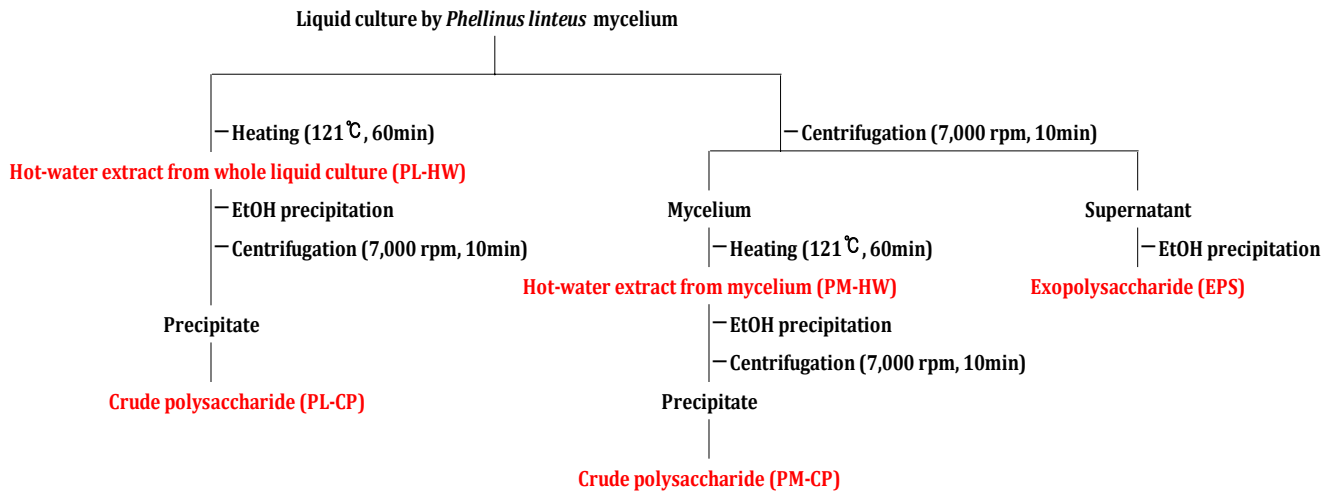 Liquid culture by Phellinus linteus mycelium
Heating (121℃, 60min)
Centrifugation (7,000 rpm, 10min)
Hot-water extract from whole liquid culture (PL-HW)
EtOH precipitation
Mycelium
Supernatant
Centrifugation (7,000 rpm, 10min)
Heating (121℃, 60min)
EtOH precipitation
Hot-water extract from mycelium (PM-HW)
Exopolysaccharide (EPS)
Precipitate
EtOH precipitation
Centrifugation (7,000 rpm, 10min)
Crude polysaccharide (PL-CP)
Precipitate
Crude polysaccharide (PM-CP)